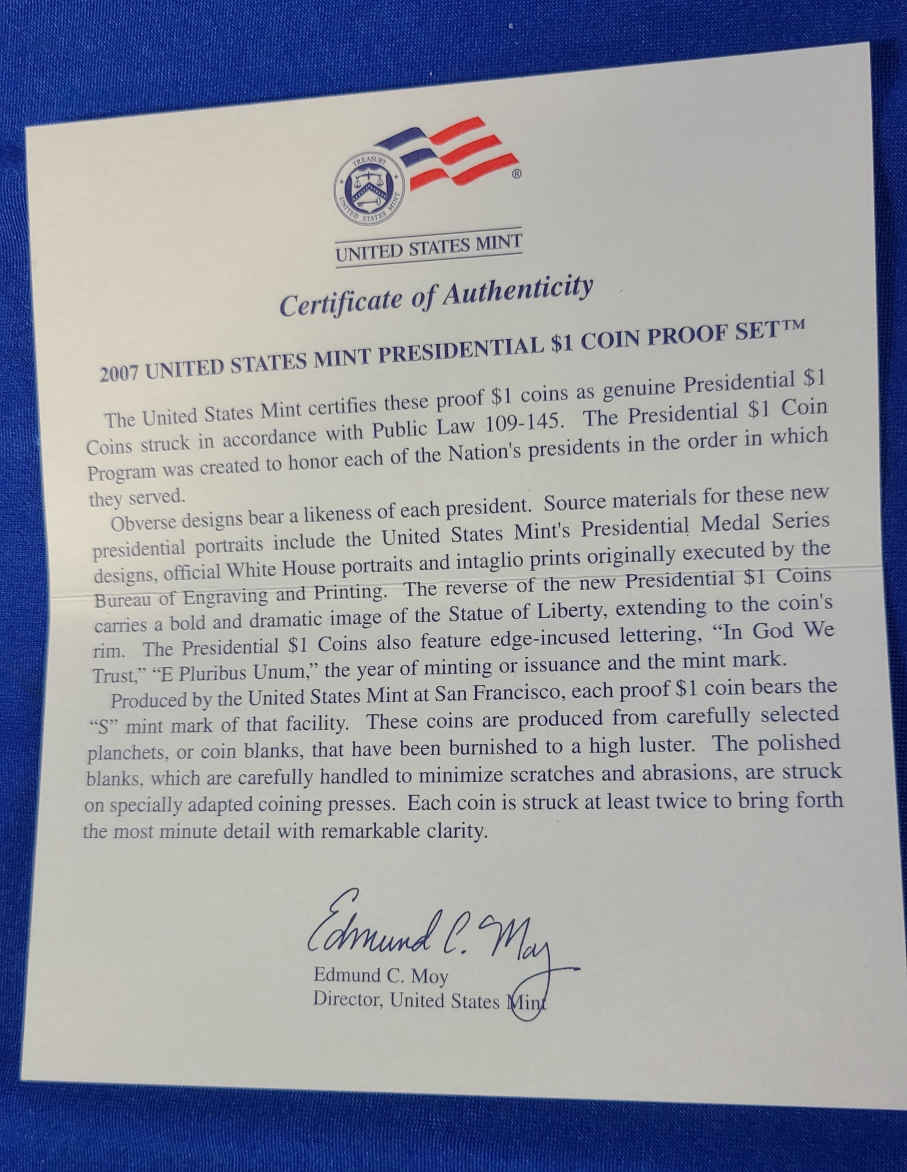 TREASURY
UNITED STATES MINT
®
UNITED STATES MINT
Certificate of Authenticity
2007 UNITED STATES MINT PRESIDENTIAL $1 COIN PROOF SET™
The United States Mint certifies these proof $1 coins as genuine Presidential $1
Coins struck in accordance with Public Law 109-145. The Presidential $1 Coin
Program was created to honor each of the Nation's presidents in the order in which
they served.
Obverse designs bear a likeness of each president. Source materials for these new
presidential portraits include the United States Mint's Presidential Medal Series
designs, official White House portraits and intaglio prints originally executed by the
Bureau of Engraving and Printing. The reverse of the new Presidential $1 Coins
carries a bold and dramatic image of the Statue of Liberty, extending to the coin's
rim. The Presidential $1 Coins also feature edge-incused lettering, “In God We
Trust,” “E Pluribus Unum,” the year of minting or issuance and the mint mark.
Produced by the United States Mint at San Francisco, each proof $1 coin bears the
“S” mint mark of that facility. These coins are produced from carefully selected
planchets, or coin blanks, that have been burnished to a high luster. The polished
blanks, which are carefully handled to minimize scratches and abrasions, are struck
on specially adapted coining presses. Each coin is struck at least twice to bring forth
the most minute detail with remarkable clarity.
Edmund C. Moy
Edmund C. Moy
Director, United States Mint